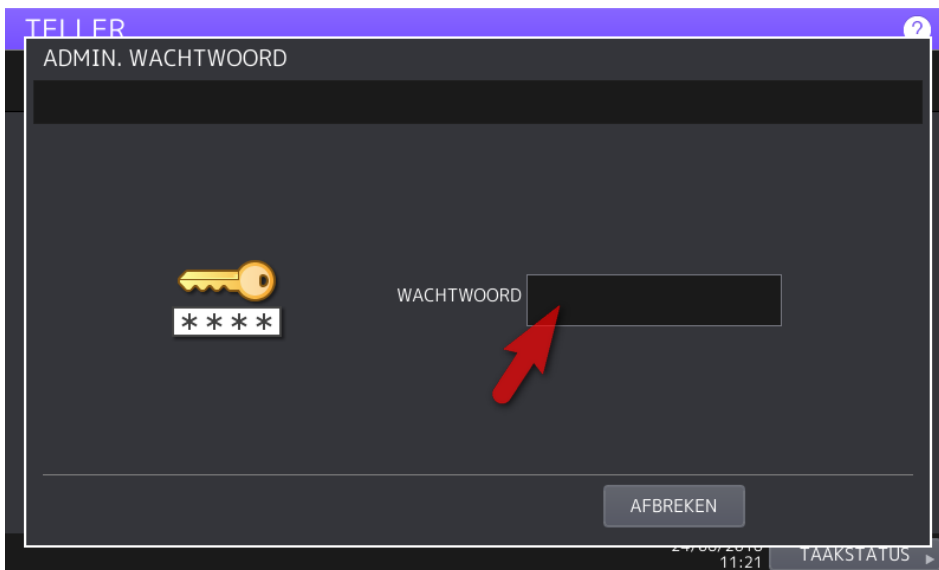 TELLER
?
ADMIN. WACHTWOORD
WACHTWOORD
****
AFBREKEN
11:21
TAAKSTATUS